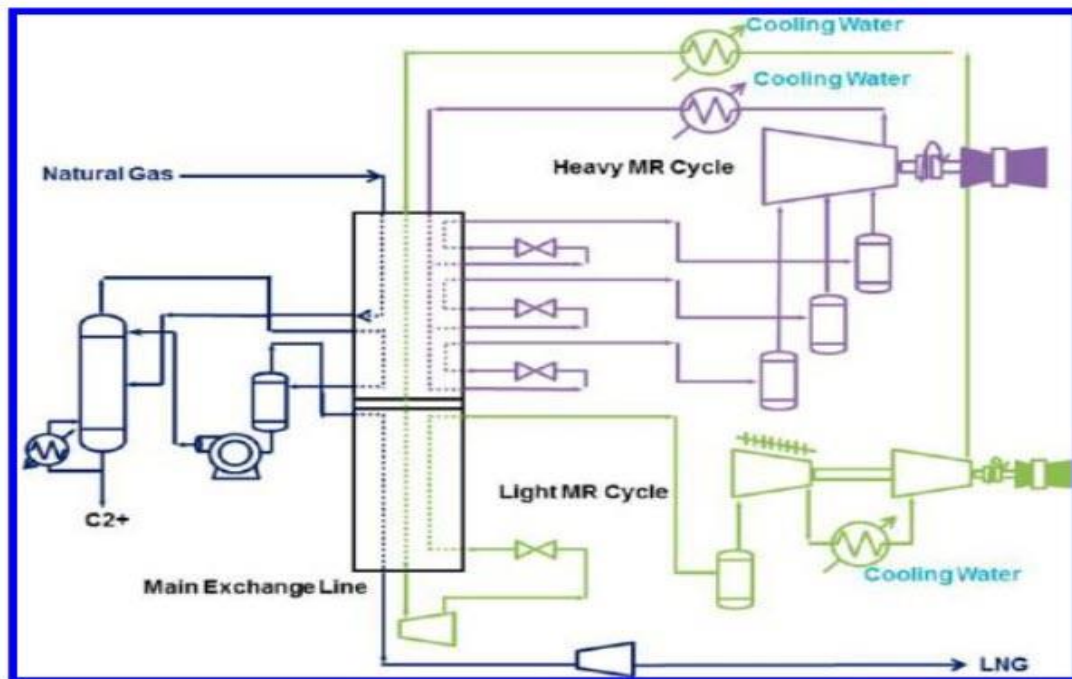 Cooling Water
Cooling Water
Natural Gas
Heavy MR Cycle
Light MR Cycle
C2+
Cooling Water
Main Exchange Line
LNG